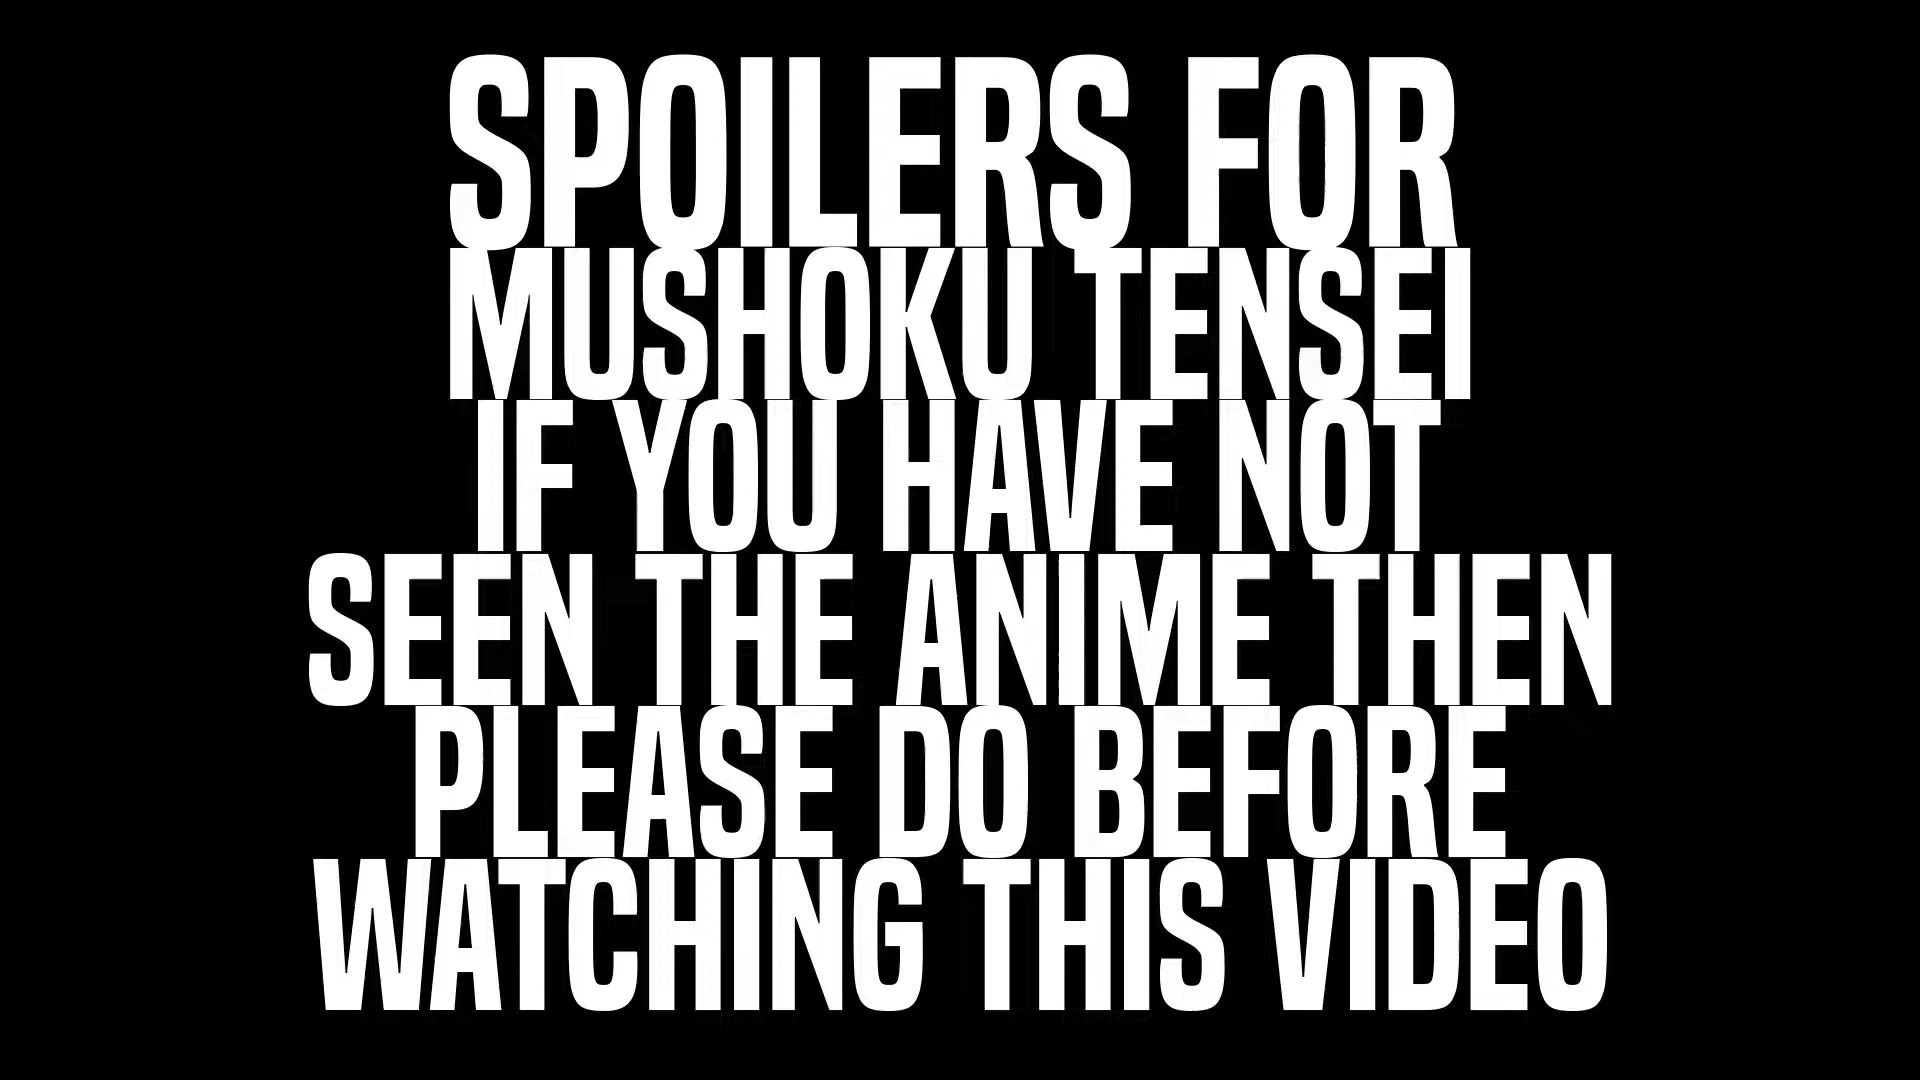 SPOILERS FOR
MUSHOKU TENSEI
IF YOU HAVE NOT
SEEN THE ANIME THEN
PLEASE DO BEFORE
WATCHING THIS VIDEO